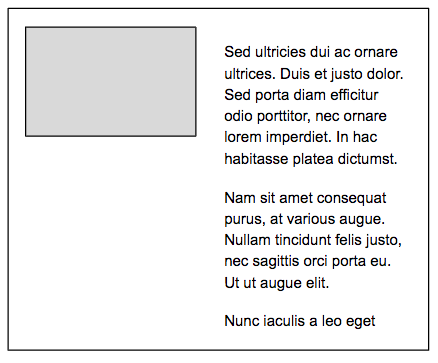 Sed ultricies dui ac ornare
ultrices. Duis et justo dolor.
Sed porta diam efficitur
odio porttitor, nec ornare
lorem imperdiet. In hac
habitasse platea dictumst.
Nam sit amet consequat
purus, at various augue.
Nullam tincidunt felis justo,
nec sagittis orci porta eu.
Ut ut augue elit.
Nunc iaculis a leo eget